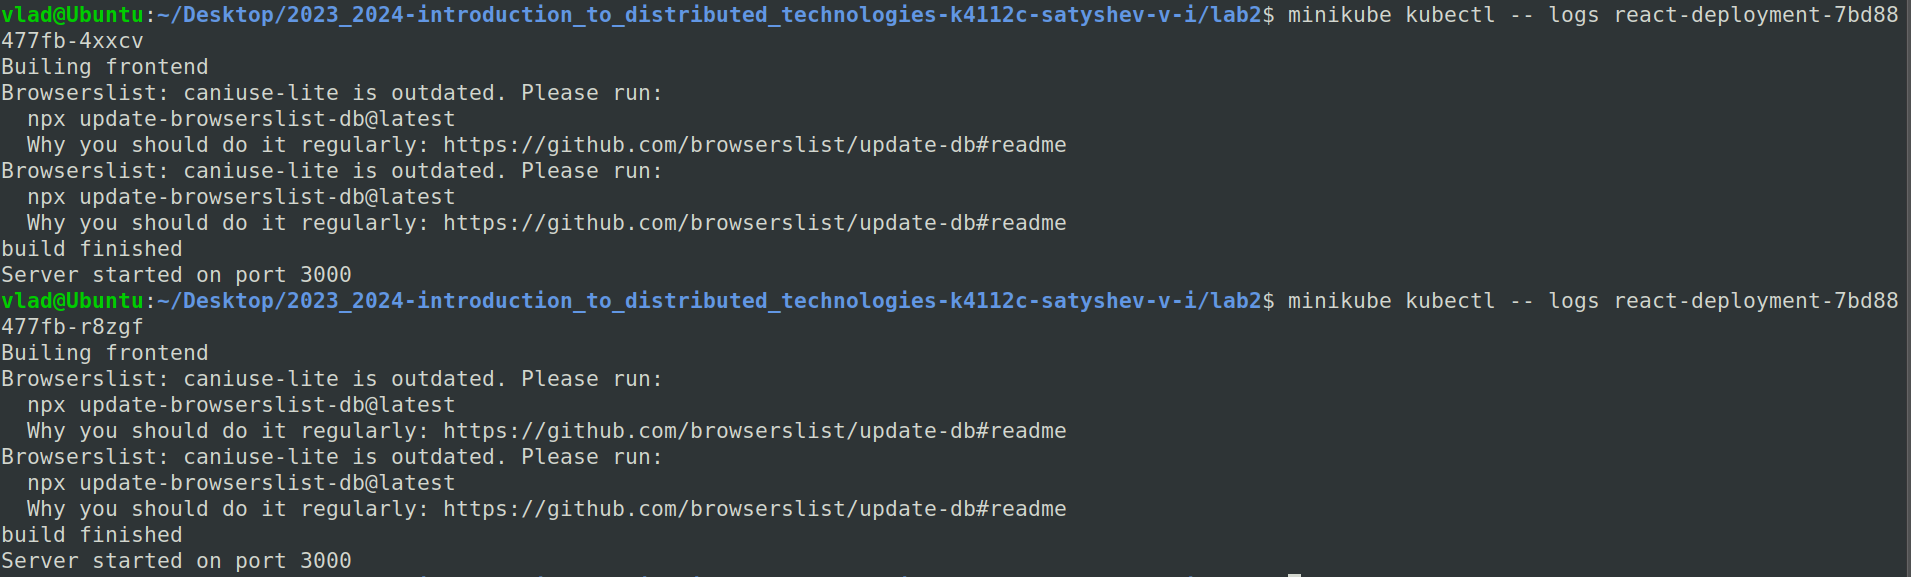 vlad@Ubuntu:~/Desktop/2023_2024-introduction_to_distributed_technologies-k4112c-satyshev-v-i/lab2$ minikube kubectl -- logs react-deployment-7bd88
477fb-4xxcv
Builing frontend
Browserslist: caniuse-lite is outdated. Please run:
  npx update-browserslist-db@latest
  Why you should do it regularly: https://github.com/browserslist/update-db#readme
Browserslist: caniuse-lite is outdated. Please run:
  npx update-browserslist-db@latest
  Why you should do it regularly: https://github.com/browserslist/update-db#readme
build finished
Server started on port 3000
vlad@Ubuntu:~/Desktop/2023_2024-introduction_to_distributed_technologies-k4112c-satyshev-v-i/lab2$ minikube kubectl -- logs react-deployment-7bd88
477fb-r8zgf
Builing frontend
Browserslist: caniuse-lite is outdated. Please run:
  npx update-browserslist-db@latest
  Why you should do it regularly: https://github.com/browserslist/update-db#readme
Browserslist: caniuse-lite is outdated. Please run:
  npx update-browserslist-db@latest
  Why you should do it regularly: https://github.com/browserslist/update-db#readme
build finished
Server started on port 3000